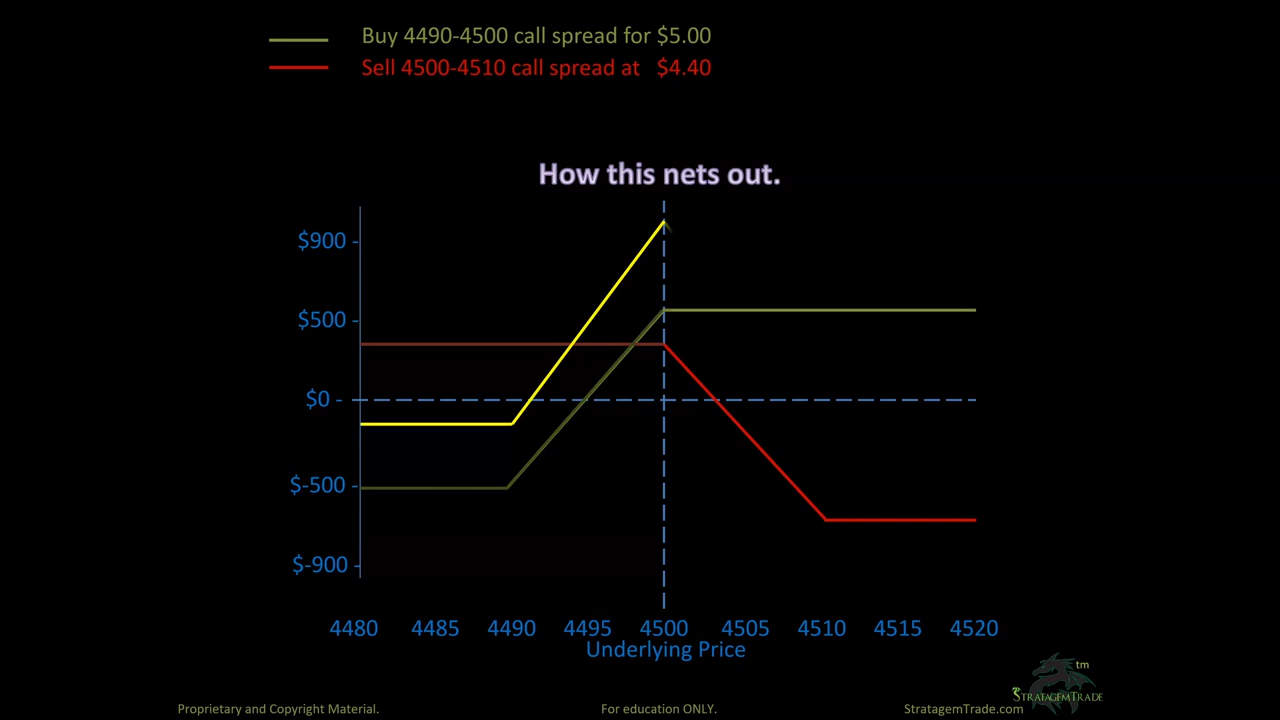 Buy 4490-4500 call spread for $5.00
Sell 4500-4510 call spread at $4.40
How this nets out.
$900
$500
$0
$-500
$-900
4480 4485 4490 4495 4500 4505 4510 4515 4520
Underlying Price
tm
STRATAGEMTRADE
Proprietary and Copyright Material. For education ONLY. StratagemTrade.com